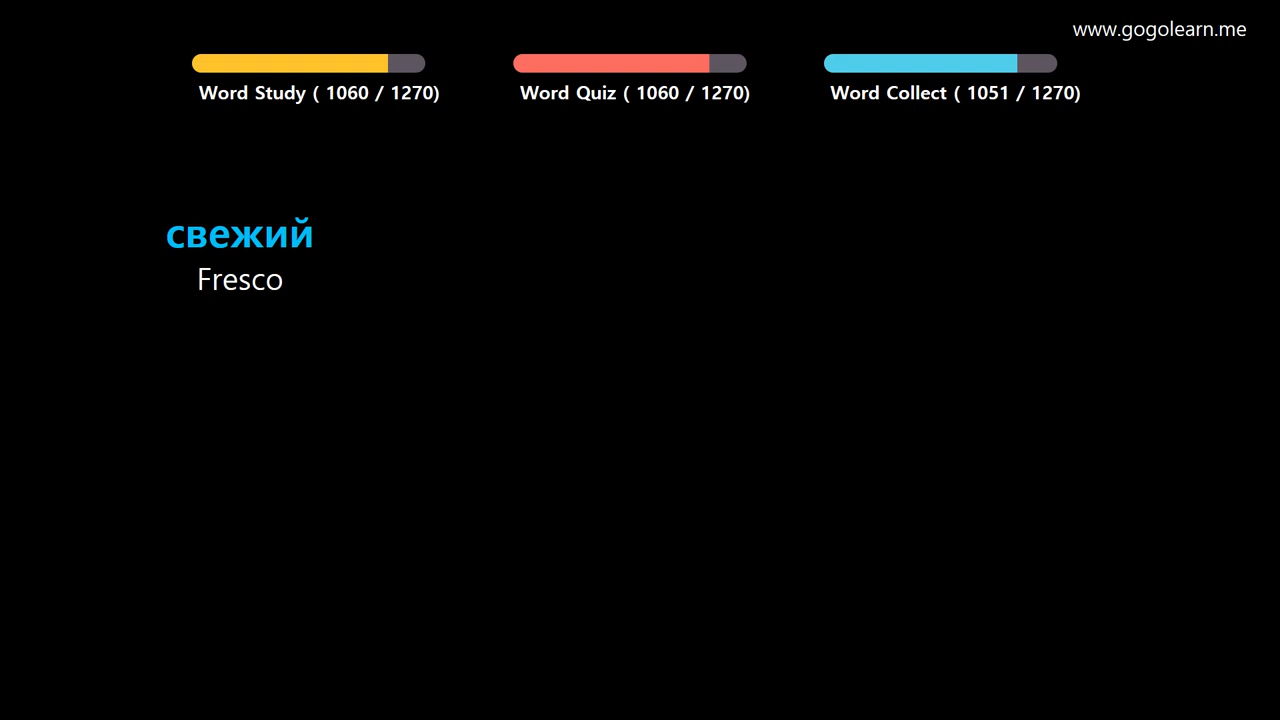 www.gogolearn.me
Word Study ( 1060 / 1270)
Word Quiz ( 1060 / 1270)
Word Collect ( 1051 / 1270)
свежий
Fresco